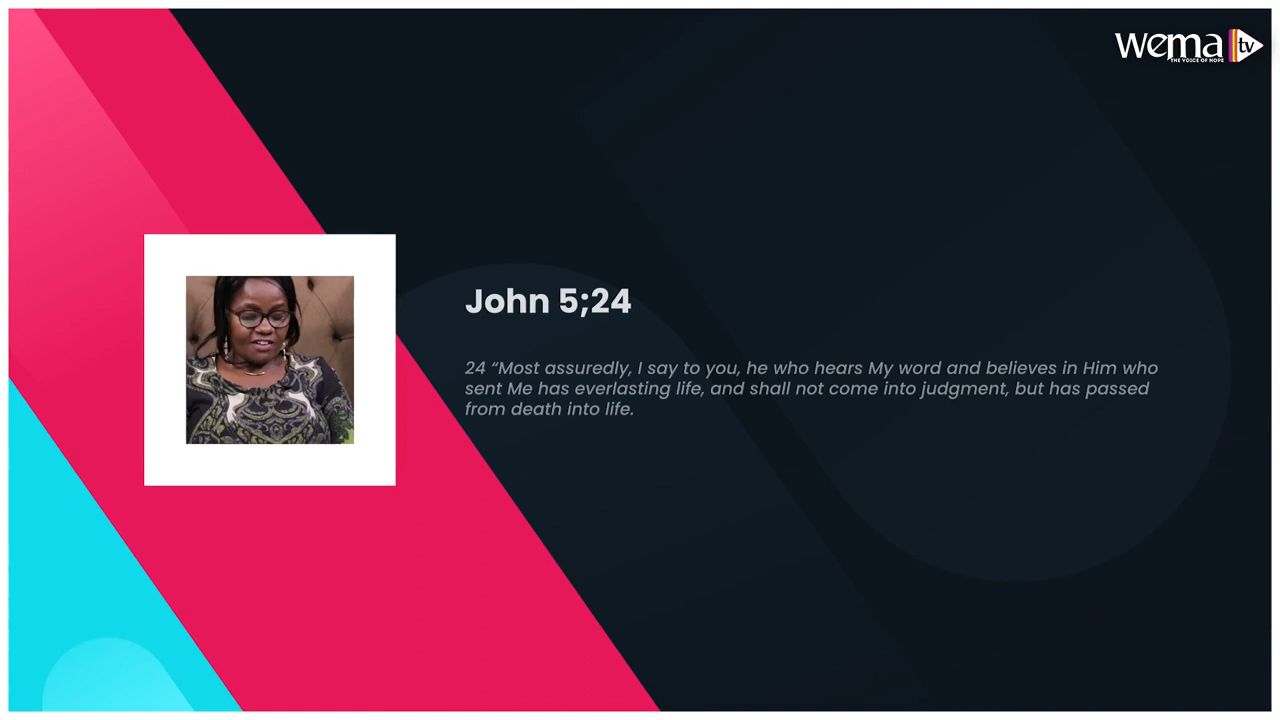 wema tv
THE VOICE OF HOPE
John 5;24
24 “Most assuredly, I say to you, he who hears My word and believes in Him who
sent Me has everlasting life, and shall not come into judgment, but has passed
from death into life.